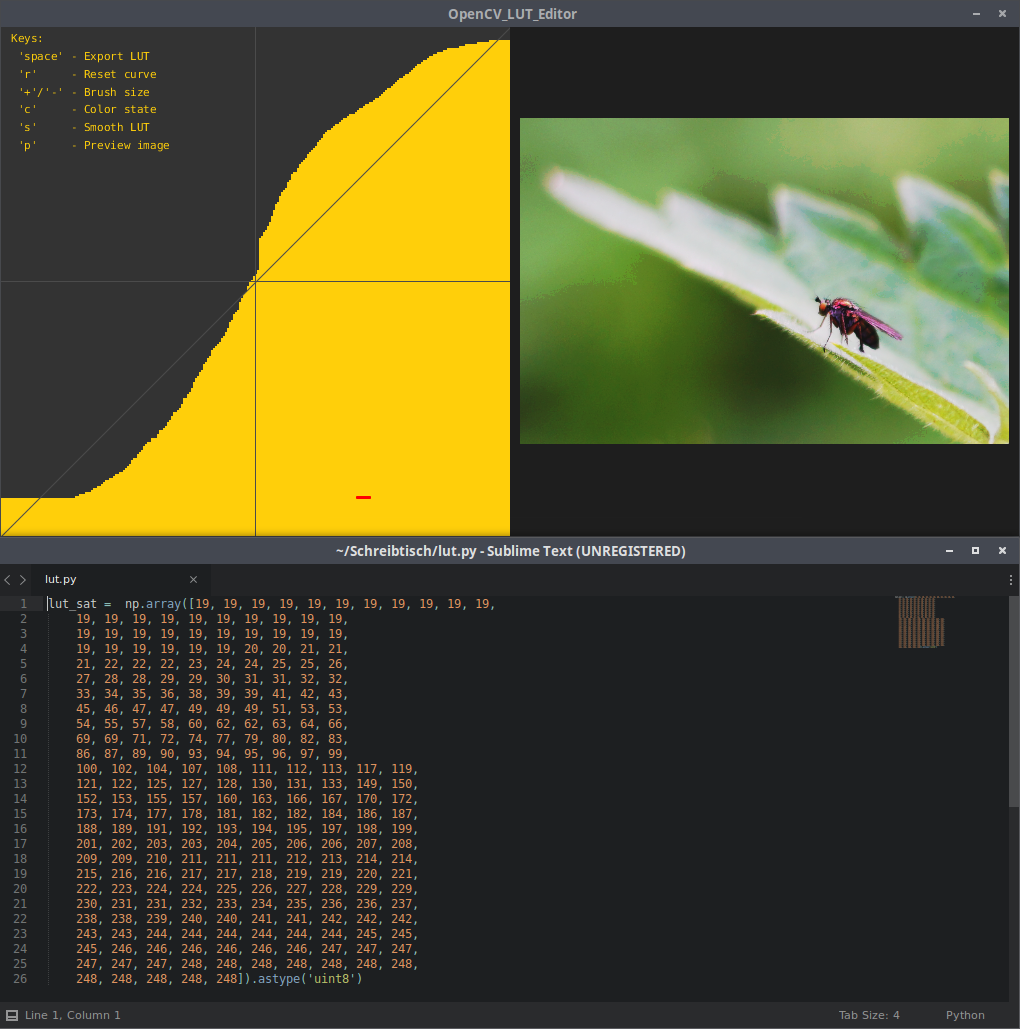 OpenCV_LUT_Editor
Keys:
'space' - Export LUT
'r' - Reset curve
'+'/'-' - Brush size
'c' - Color state
's' - Smooth LUT
'p' - Preview image
~/Schreibtisch/lut.py - Sublime Text (UNREGISTERED)
lut.py
1 lut_sat = np.array([19, 19, 19, 19, 19, 19, 19, 19, 19, 19, 19,
2 19, 19, 19, 19, 19, 19, 19, 19, 19, 19,
3 19, 19, 19, 19, 19, 19, 19, 19, 19, 19,
4 19, 19, 19, 19, 19, 19, 20, 20, 21, 21,
5 21, 22, 22, 22, 23, 24, 24, 25, 25, 26,
6 27, 28, 28, 29, 29, 30, 31, 31, 32, 32,
7 33, 34, 35, 36, 38, 39, 39, 41, 42, 43,
8 45, 46, 47, 47, 49, 49, 49, 51, 53, 53,
9 54, 55, 57, 58, 60, 62, 62, 63, 64, 66,
10 69, 69, 71, 72, 74, 77, 79, 80, 82, 83,
11 86, 87, 89, 90, 93, 94, 95, 96, 97, 99,
12 100, 102, 104, 107, 108, 111, 112, 113, 117, 119,
13 121, 122, 125, 127, 128, 130, 131, 133, 149, 150,
14 152, 153, 155, 157, 160, 163, 166, 167, 170, 172,
15 173, 174, 177, 178, 181, 182, 182, 184, 186, 187,
16 188, 189, 191, 192, 193, 194, 195, 197, 198, 199,
17 201, 202, 203, 203, 204, 205, 206, 206, 207, 208,
18 209, 209, 210, 211, 211, 211, 212, 213, 214, 214,
19 215, 216, 216, 217, 217, 218, 219, 219, 220, 221,
20 222, 223, 224, 224, 225, 226, 227, 228, 229, 229,
21 230, 231, 231, 232, 233, 234, 235, 236, 236, 237,
22 238, 238, 239, 240, 240, 241, 241, 242, 242, 242,
23 243, 243, 244, 244, 244, 244, 244, 244, 245, 245,
24 245, 246, 246, 246, 246, 246, 246, 247, 247, 247,
25 247, 247, 247, 248, 248, 248, 248, 248, 248, 248,
26 248, 248, 248, 248, 248]).astype('uint8')
Line 1, Column 1
Tab Size: 4
Python